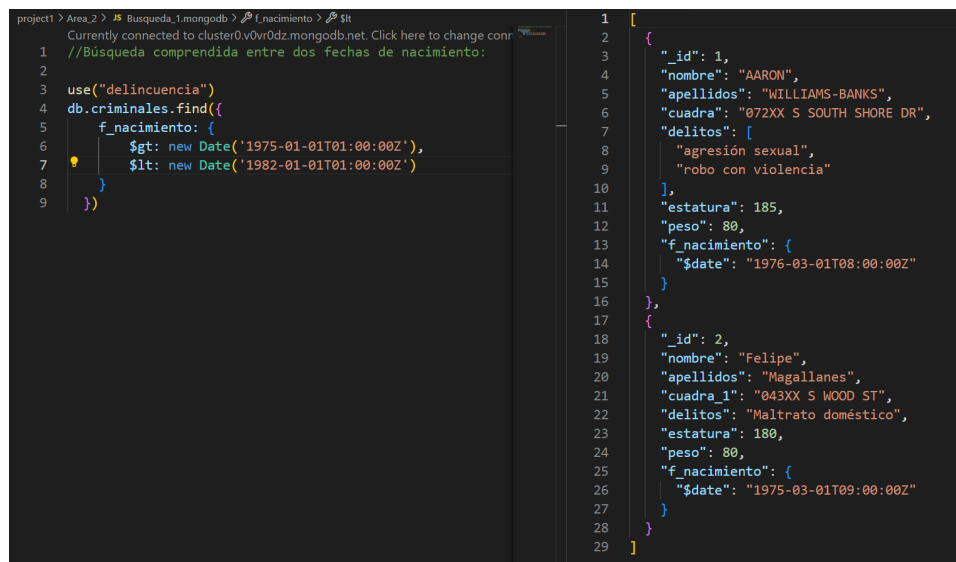 project1 > Area_2 > JS Busqueda_1.mongodb > f_nacimiento > $lt
Currently connected to cluster0.v0vr0dz.mongodb.net. Click here to change conr
1 //Búsqueda comprendida entre dos fechas de nacimiento:
2
3 use("delincuencia")
4 db.criminales.find({
5 f_nacimiento: {
6 $gt: new Date('1975-01-01T01:00:00Z'),
7 $lt: new Date('1982-01-01T01:00:00Z')
8 }
9 })
1 [
2 {
3 "_id": 1,
4 "nombre": "AARON",
5 "apellidos": "WILLIAMS-BANKS",
6 "cuadra": "072XX S SOUTH SHORE DR",
7 "delitos": [
8 "agresión sexual",
9 "robo con violencia"
10 ],
11 "estatura": 185,
12 "peso": 80,
13 "f_nacimiento": {
14 "$date": "1976-03-01T08:00:00Z"
15 }
16 },
17 {
18 "_id": 2,
19 "nombre": "Felipe",
20 "apellidos": "Magallanes",
21 "cuadra_1": "043XX S WOOD ST",
22 "delitos": "Maltrato doméstico",
23 "estatura": 180,
24 "peso": 80,
25 "f_nacimiento": {
26 "$date": "1975-03-01T09:00:00Z"
27 }
28 }
29 ]